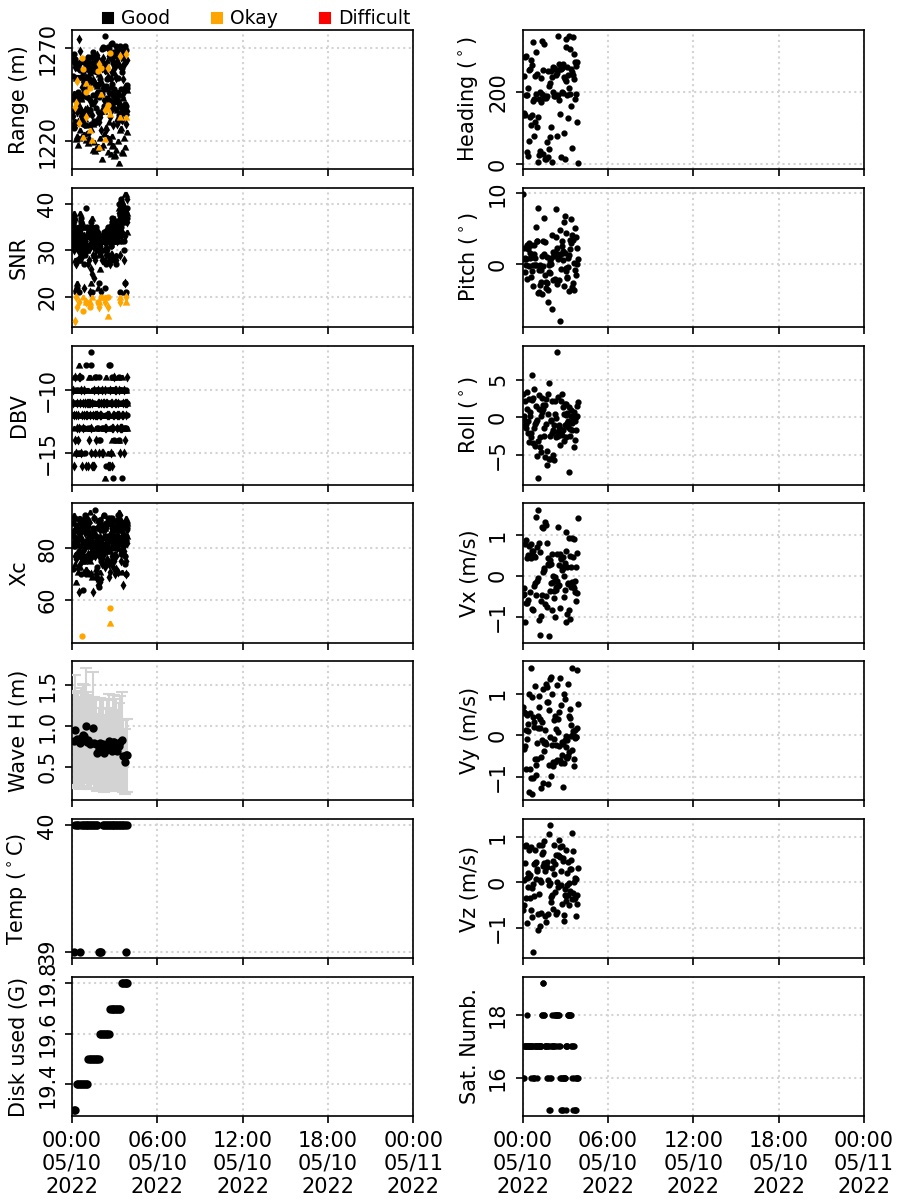 Good Okay Difficult
Range (m)
1270
1220
Heading (°)
200
0
SNR
40
30
20
Pitch (°)
10
0
DBV
−10
−15
Roll (°)
5
0
−5
Xc
80
60
Vx (m/s)
1
0
−1
Wave H (m)
1.5
1.0
0.5
Vy (m/s)
1
0
−1
Temp (°C)
40
39
Vz (m/s)
1
0
−1
Disk used (G)
19.8
19.6
19.4
Sat. Numb.
18
16
00:00 06:00 12:00 18:00 00:00
05/10 05/10 05/10 05/10 05/11
2022 2022 2022 2022 2022
00:00 06:00 12:00 18:00 00:00
05/10 05/10 05/10 05/10 05/11
2022 2022 2022 2022 2022